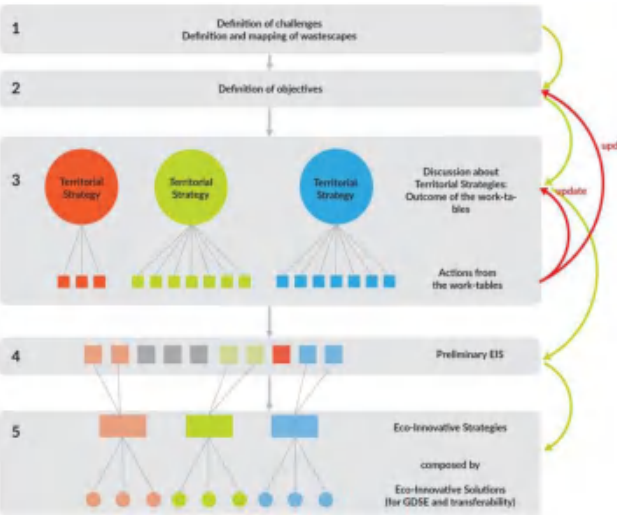 1
Definition of challenges
Definition and mapping of wastescapes
2
Definition of objectives
3
Territorial
Strategy
Territorial
Strategy
Territorial
Strategy
Discussion about
Territorial Strategies:
Outcome of the work-ta-
bles
update
upd
Actions from
the work-tables
4
Preliminary EIS
5
Eco-Innovative Strategies
composed by
Eco-Innovative Solutions
(for GDSE and transferability)